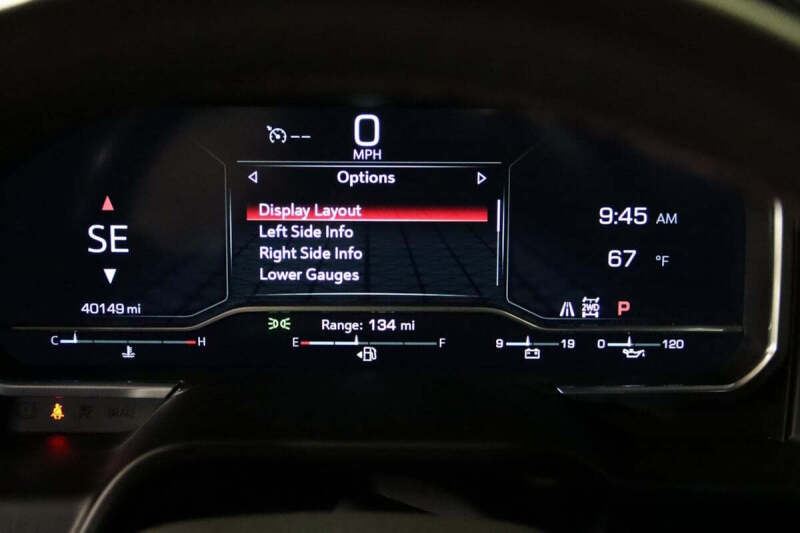 0
MPH
Options
Display Layout
Left Side Info
Right Side Info
Lower Gauges
SE
40149 mi
9:45 AM
67 °F
2WD P
Range: 134 mi
C H
E F
9 19
0 120